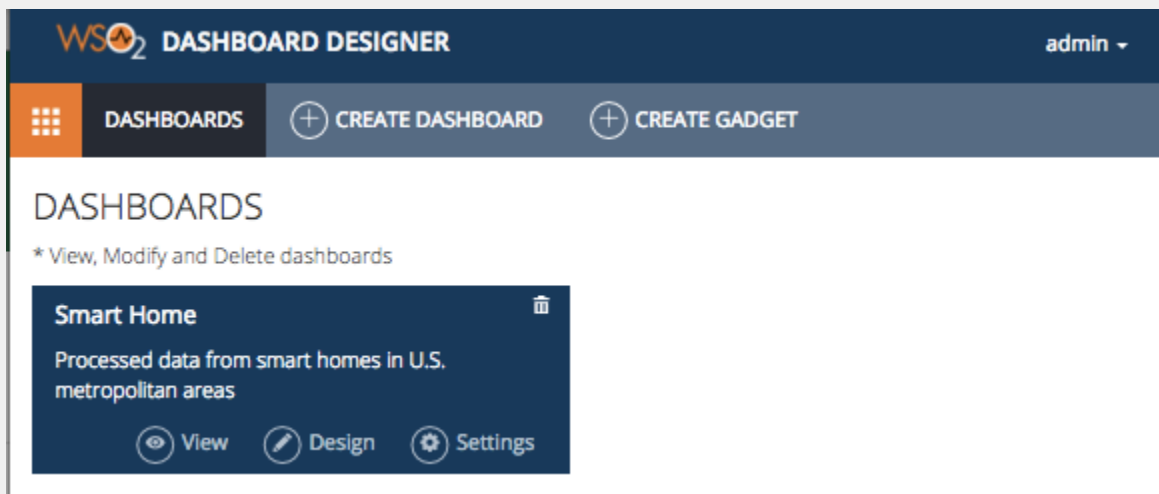 WSO2 DASHBOARD DESIGNER
admin
DASHBOARDS
CREATE DASHBOARD
CREATE GADGET
DASHBOARDS
* View, Modify and Delete dashboards
Smart Home
Processed data from smart homes in U.S.
metropolitan areas
View
Design
Settings